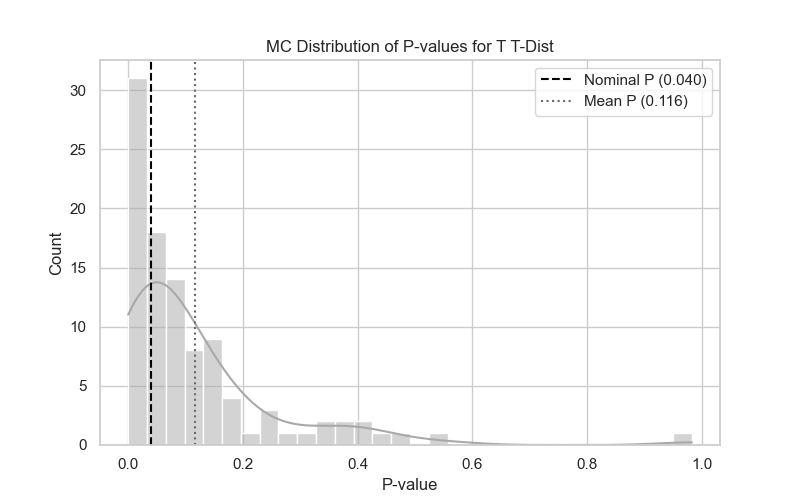 MC Distribution of P-values for T T-Dist
Nominal P (0.040)
Mean P (0.116)
Count
30
25
20
15
10
5
0
0.0 0.2 0.4 0.6 0.8 1.0
P-value